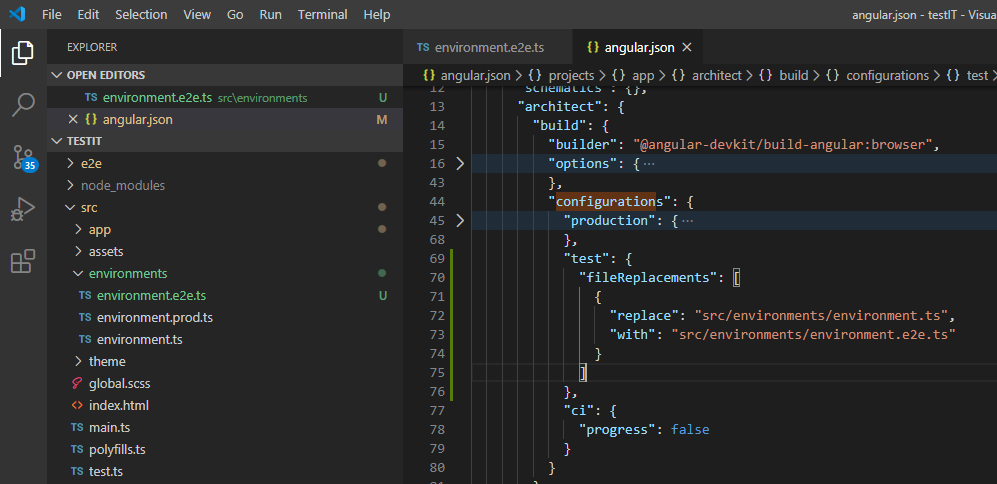 File Edit Selection View Go Run Terminal Help angular.json - testIT - Visua
EXPLORER
OPEN EDITORS
TS environment.e2e.ts src\environments U
{} angular.json M
TESTIT
e2e
node_modules
src
app
assets
environments
TS environment.e2e.ts U
TS environment.prod.ts
TS environment.ts
theme
global.scss
index.html
TS main.ts
TS polyfills.ts
TS test.ts
35
TS environment.e2e.ts {} angular.json
{} angular.json > {} projects > {} app > {} architect > {} build > {} configurations > {} test >
12 "schematics": {},
13 "architect": {
14 "build": {
15 "builder": "@angular-devkit/build-angular:browser",
16 "options": { ...
43 },
44 "configurations": {
45 "production": { ...
68 },
69 "test": {
70 "fileReplacements": [
71 {
72 "replace": "src/environments/environment.ts",
73 "with": "src/environments/environment.e2e.ts"
74 }
75 ]
76 },
77 "ci": {
78 "progress": false
79 }
80 }